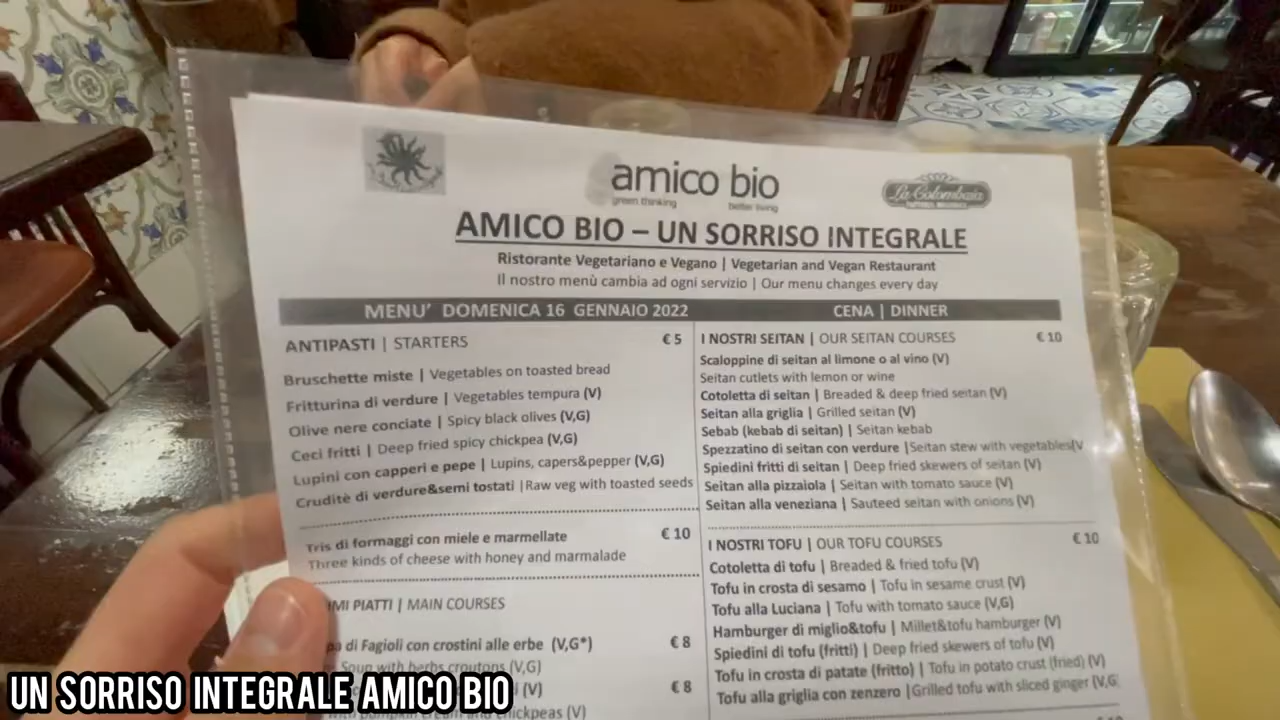 amico bio
green thinking
better living
La Colombaia
AMICO BIO – UN SORRISO INTEGRALE
Ristorante Vegetariano e Vegano | Vegetarian and Vegan Restaurant
Il nostro menù cambia ad ogni servizio | Our menu changes every day
MENU' DOMENICA 16 GENNAIO 2022
CENA | DINNER
ANTIPASTI | STARTERS € 5
Bruschette miste | Vegetables on toasted bread
Fritturina di verdure | Vegetables tempura (V)
Olive nere conciate | Spicy black olives (V,G)
Ceci fritti | Deep fried spicy chickpea (V,G)
Lupini con capperi e pepe | Lupins, capers&pepper (V,G)
Crudità di verdure&semi tostati |Raw veg with toasted seeds
Tris di formaggi con miele e marmellate € 10
Three kinds of cheese with honey and marmalade
IMI PIATTI | MAIN COURSES
pa di Fagioli con crostini alle erbe (V,G*) € 8
Soup with herbs croutons (V,G)
(V) € 8
with pumpkin cream and chickpeas (V)
I NOSTRI SEITAN | OUR SEITAN COURSES € 10
Scaloppine di seitan al limone o al vino (V)
Seitan cutlets with lemon or wine
Cotoletta di seitan | Breaded & deep fried seitan (V)
Seitan alla griglia | Grilled seitan (V)
Sebab (kebab di seitan) | Seitan kebab
Spezzatino di seitan con verdure |Seitan stew with vegetables(V
Spiedini fritti di seitan | Deep fried skewers of seitan (V)
Seitan alla pizzaiola | Seitan with tomato sauce (V)
Seitan alla veneziana | Sauteed seitan with onions (V)
I NOSTRI TOFU | OUR TOFU COURSES € 10
Cotoletta di tofu | Breaded & fried tofu (V)
Tofu in crosta di sesamo | Tofu in sesame crust (V)
Tofu alla Luciana | Tofu with tomato sauce (V,G)
Hamburger di miglio&tofu | Millet&tofu hamburger (V)
Spiedini di tofu (fritti) | Deep fried skewers of tofu (V)
Tofu in crosta di patate (fritto) | Tofu in potato crust (fried) (V)
Tofu alla griglia con zenzero |Grilled tofu with sliced ginger (V,G
UN SORRISO INTEGRALE AMICO BIO